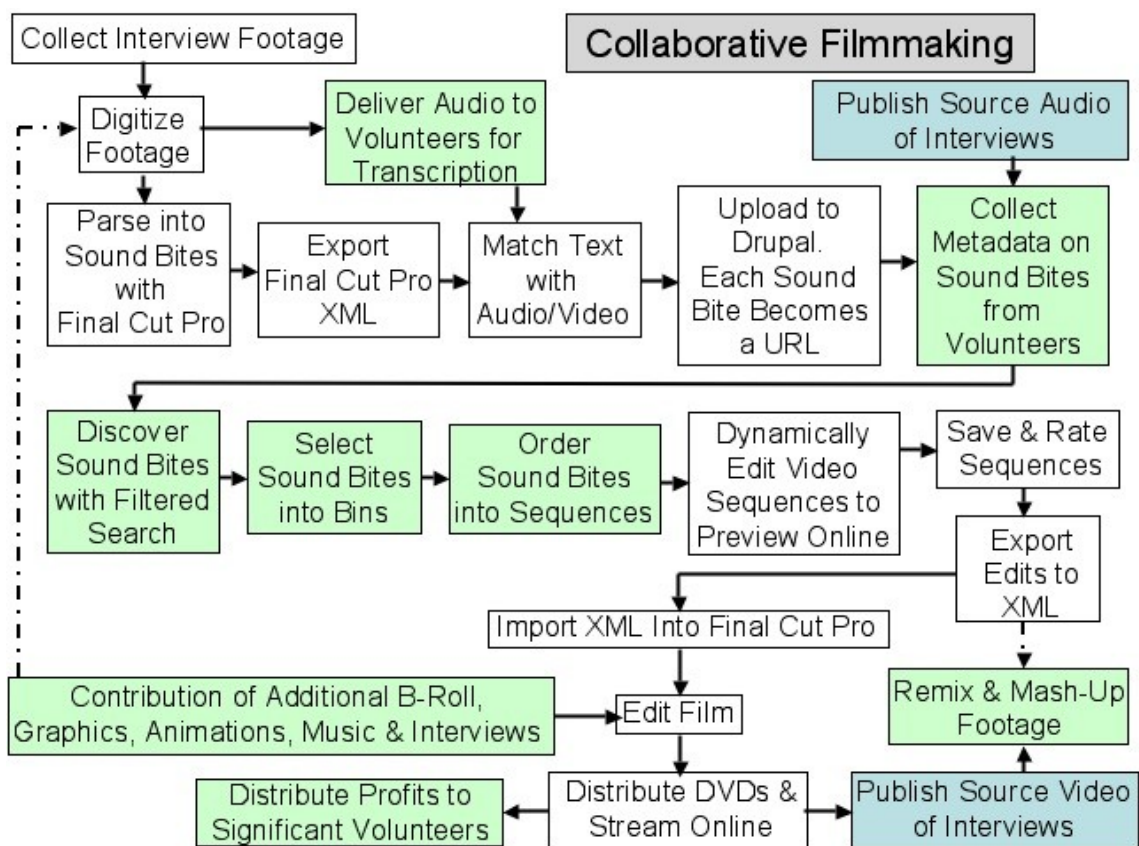 Collect Interview Footage
Collaborative Filmmaking
Digitize
Footage
Deliver Audio to
Volunteers for
Transcription
Publish Source Audio
of Interviews
Parse into
Sound Bites
with
Final Cut Pro
Export
Final Cut Pro
XML
Match Text
with
Audio/Video
Upload to
Drupal.
Each Sound
Bite Becomes
a URL
Collect
Metadata on
Sound Bites
from
Volunteers
Discover
Sound Bites
with Filtered
Search
Select
Sound Bites
into Bins
Order
Sound Bites
into Sequences
Dynamically
Edit Video
Sequences to
Preview Online
Save & Rate
Sequences
Export
Edits to
XML
Import XML Into Final Cut Pro
Contribution of Additional B-Roll,
Graphics, Animations, Music & Interviews
Edit Film
Remix & Mash-Up
Footage
Distribute Profits to
Significant Volunteers
Distribute DVDs &
Stream Online
Publish Source Video
of Interviews